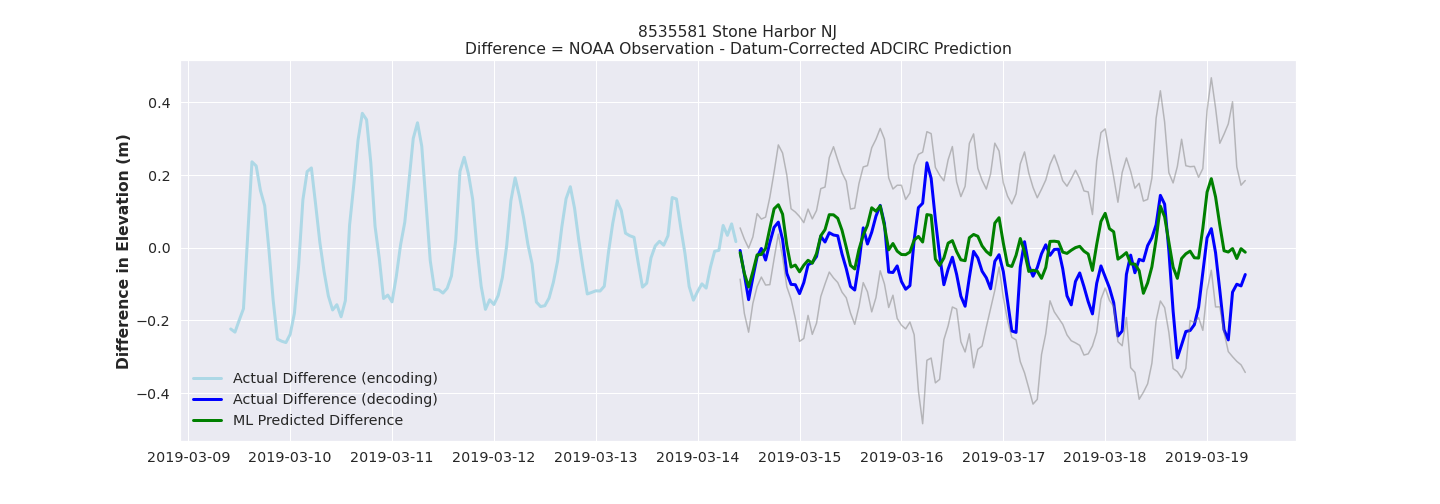 8535581 Stone Harbor NJ
Difference = NOAA Observation - Datum-Corrected ADCIRC Prediction
Difference in Elevation (m)
0.4
0.2
0.0
−0.2
−0.4
Actual Difference (encoding)
Actual Difference (decoding)
ML Predicted Difference
2019-03-09 2019-03-10 2019-03-11 2019-03-12 2019-03-13 2019-03-14 2019-03-15 2019-03-16 2019-03-17 2019-03-18 2019-03-19